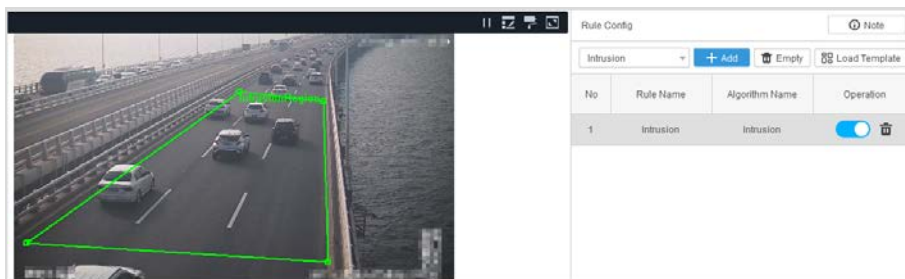 Rule Config
Note
Intrusion
+ Add
Empty
Load Template
No
Rule Name
Algorithm Name
Operation
1
Intrusion
Intrusion